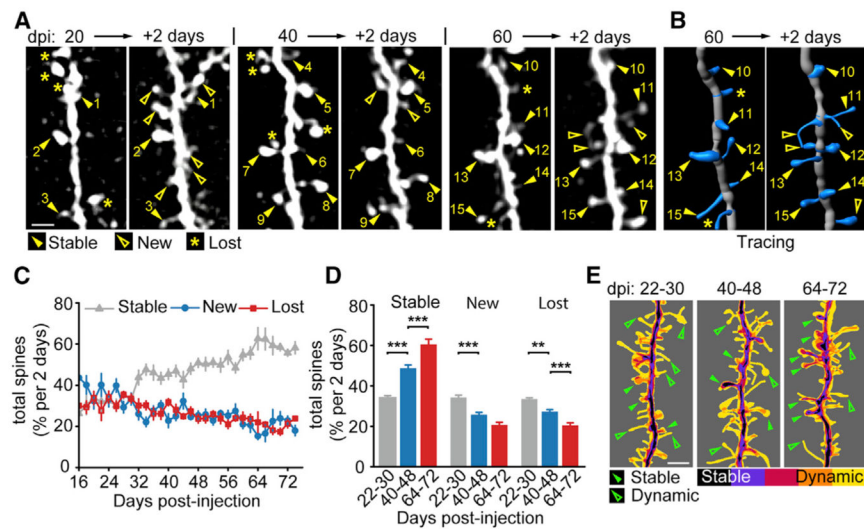 A
dpi: 20 → +2 days | 40 → +2 days | 60 → +2 days
* * * 1 2 3 *
1 2 3
* * 4 5 * 6 7 8 9
4 5 6 7 8 9
10 * 11 12 13 14 15 *
10 11 12 13 14 15
Stable New * Lost
B
60 → +2 days
10 * 11 12 13 14 15 *
10 11 12 13 14 15
Tracing
C
Stable New Lost
total spines
(% per 2 days)
80
60
40
20
0
16 24 32 40 48 56 64 72
Days post-injection
D
Stable New Lost
*** *** *** ** ***
total spines
(% per 2 days)
80
60
40
20
0
22-30 40-48 64-72 22-30 40-48 64-72 22-30 40-48 64-72
Days post-injection
E
dpi: 22-30 40-48 64-72
Stable
Dynamic
Stable Dynamic